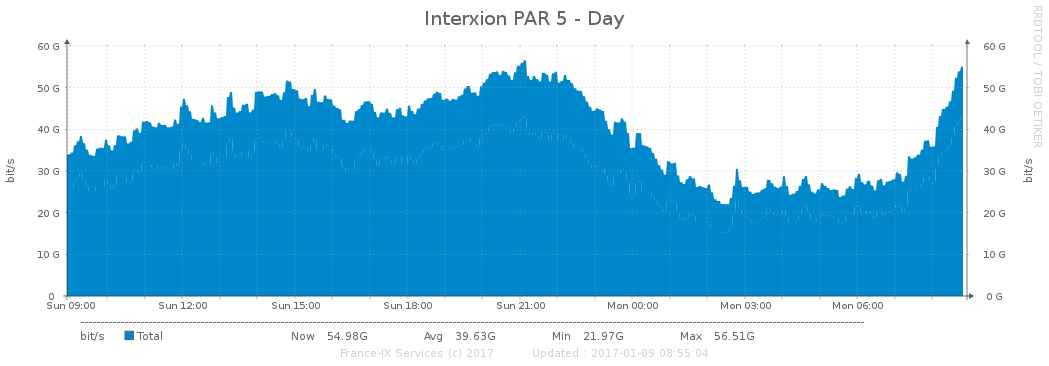 Interxion PAR 5 - Day
RRDTOOL / TOBI OETIKER
60 G 60 G
50 G 50 G
40 G 40 G
30 G 30 G
20 G 20 G
10 G 10 G
0 0 G
bit/s bit/s
Sun 09:00 Sun 12:00 Sun 15:00 Sun 18:00 Sun 21:00 Mon 00:00 Mon 03:00 Mon 06:00
bit/s Total Now 54.98G Avg 39.63G Min 21.97G Max 56.51G
France-IX Services (c) 2017 Updated : 2017-01-09 08:55:04